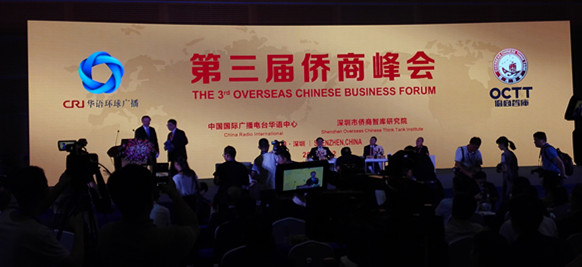 第三届侨商峰会
THE 3rd OVERSEAS CHINESE BUSINESS FORUM
CRI 华语环球广播
OCTT
侨商智库
中国国际广播电台华语中心
China Radio International
深圳市侨商智库研究院
Shenzhen Overseas Chinese Think Tank Institute
深圳 | SHENZHEN, CHINA